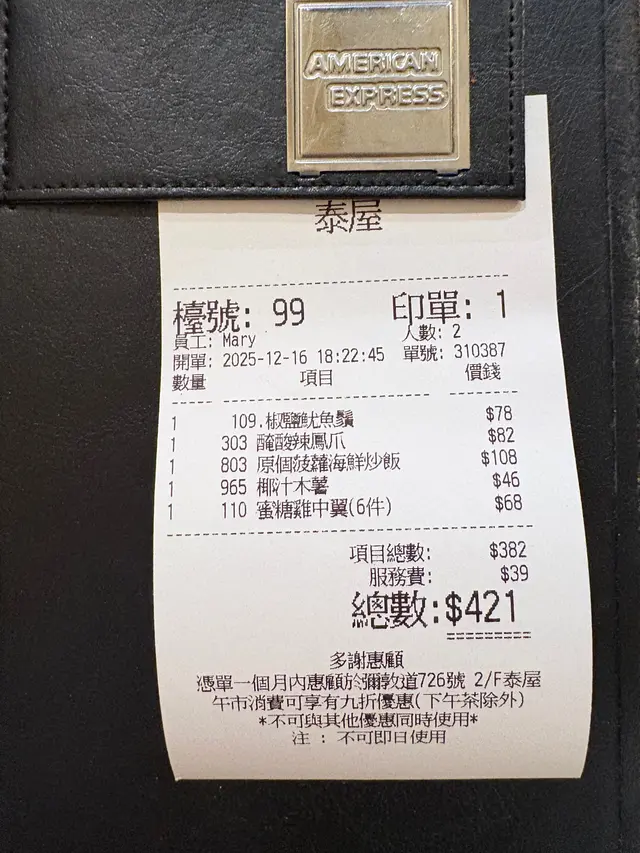 AMERICAN
EXPRESS
泰屋
檯號: 99 印單: 1
員工: Mary 人數: 2
開單: 2025-12-16 18:22:45 單號: 310387
數量 項目 價錢
1 109.椒鹽魷魚鬚 $78
1 303 醃酸辣鳳爪 $82
1 803 原個菠蘿海鮮炒飯 $108
1 965 椰汁木薯 $46
1 110 蜜糖雞中翼(6件) $68
項目總數: $382
服務費: $39
總數:$421
多謝惠顧
憑單一個月內惠顧於彌敦道726號 2/F泰屋
午市消費可享有九折優惠(下午茶除外)
*不可與其他優惠同時使用*
注 : 不可即日使用